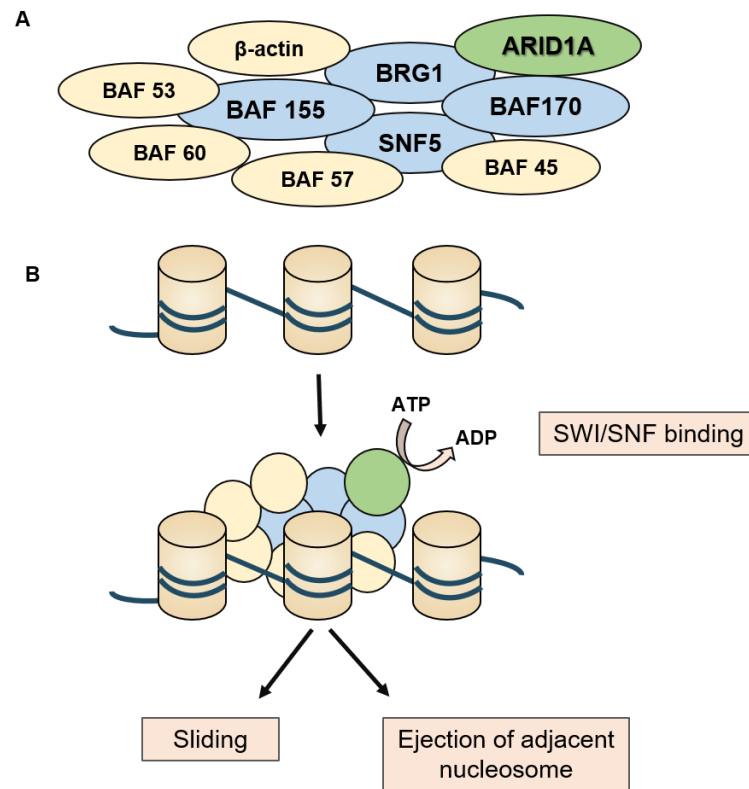 A
β-actin
ARID1A
BRG1
BAF 53
BAF 155
BAF170
SNF5
BAF 60
BAF 57
BAF 45
B
ATP
ADP
SWI/SNF binding
Sliding
Ejection of adjacent
nucleosome